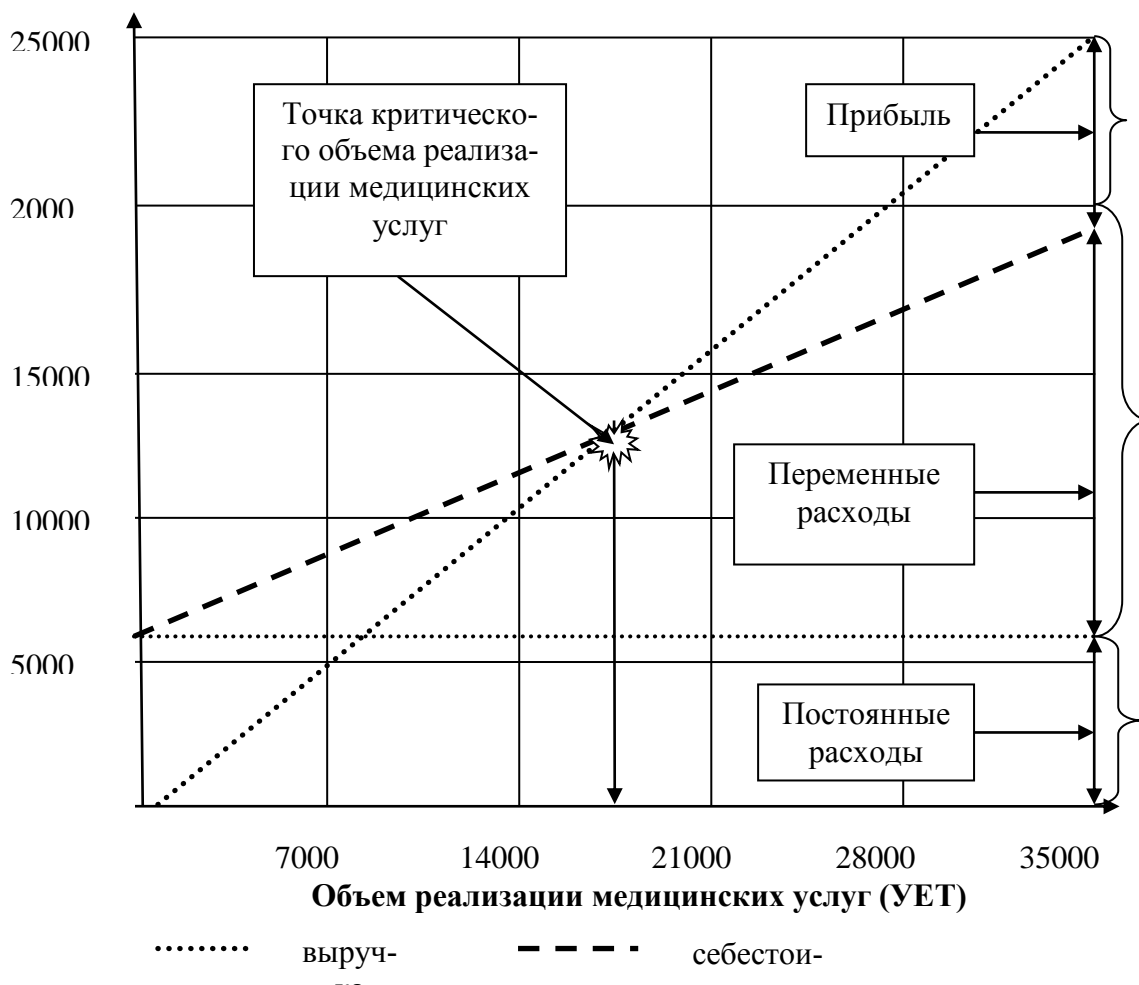 25000
Точка критическо-
го объема реализа-
ции медицинских
услуг
Прибыль
2000
15000
Переменные
расходы
10000
5000
Постоянные
расходы
7000 14000 21000 28000 35000
Объем реализации медицинских услуг (УЕТ)
выруч- себестои-